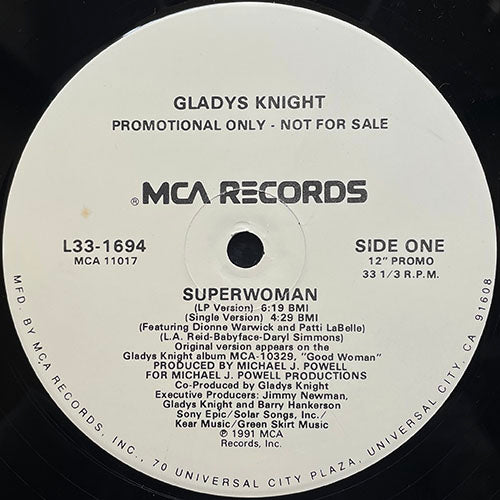 GLADYS KNIGHT
PROMOTIONAL ONLY - NOT FOR SALE
® MCA RECORDS
L33-1694
MCA 11017
SIDE ONE
12" PROMO
33 1/3 R.P.M.
SUPERWOMAN
(LP Version) 6:19 BMI
(Single Version) 4:29 BMI
(Featuring Dionne Warwick and Patti LaBelle)
(L.A. Reid-Babyface-Daryl Simmons)
Original version appears on the
Gladys Knight album MCA-10329, "Good Woman"
PRODUCED BY MICHAEL J. POWELL
FOR MICHAEL J. POWELL PRODUCTIONS
Co-Produced by Gladys Knight
Executive Producers: Jimmy Newman,
Gladys Knight and Barry Hankerson
Sony Epic/Solar Songs, Inc./
Kear Music/Green Skirt Music
℗ 1991 MCA
Records, Inc.
MFD. BY MCA RECORDS, INC., 70 UNIVERSAL CITY PLAZA, UNIVERSAL CITY, CA 91608